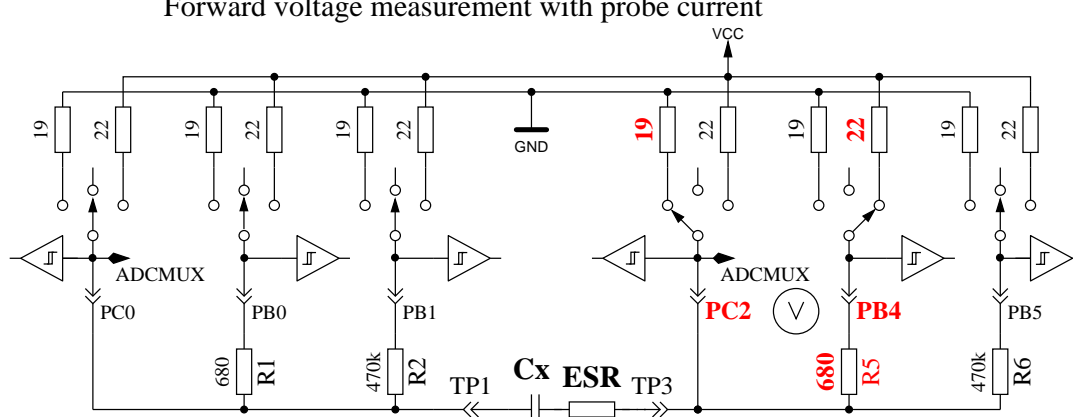 Forward voltage measurement with probe current
VCC
19 22 19 22 19 22 19 22 19 22 19 22
GND
ADCMUX ADCMUX
PC0 PB0 PB1 PC2 V PB4 PB5
680 R1 470k R2 680 R5 470k R6
TP1 Cx ESR TP3